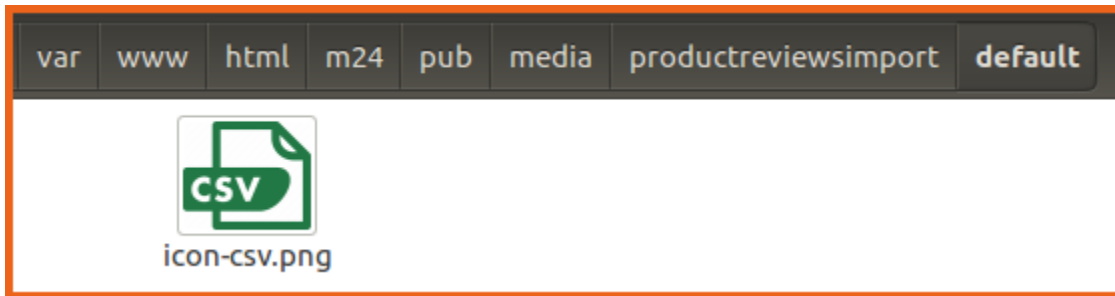 var www html m24 pub media productreviewsimport default
CSV
icon-csv.png